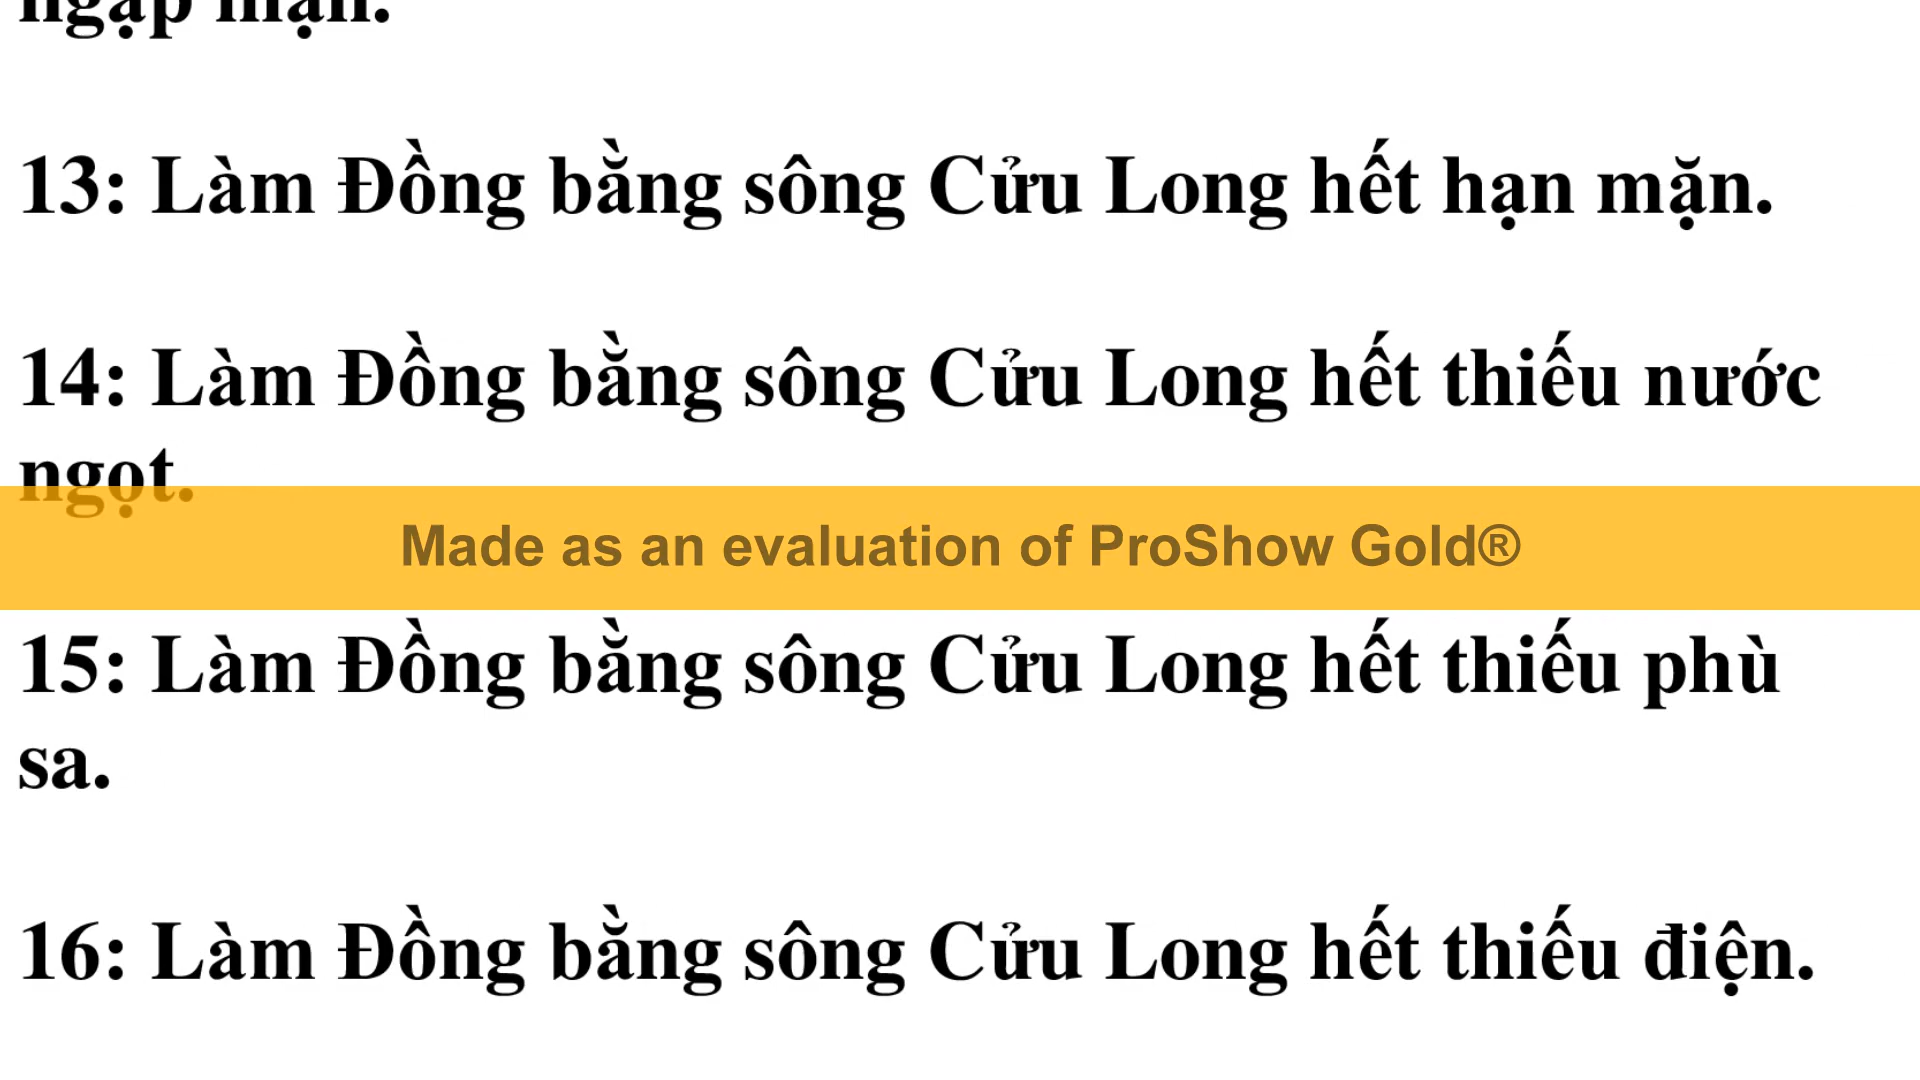 ngập mặn.
13: Làm Đồng bằng sông Cửu Long hết hạn mặn.
14: Làm Đồng bằng sông Cửu Long hết thiếu nước
ngọt.
Made as an evaluation of ProShow Gold®
15: Làm Đồng bằng sông Cửu Long hết thiếu phù
sa.
16: Làm Đồng bằng sông Cửu Long hết thiếu điện.